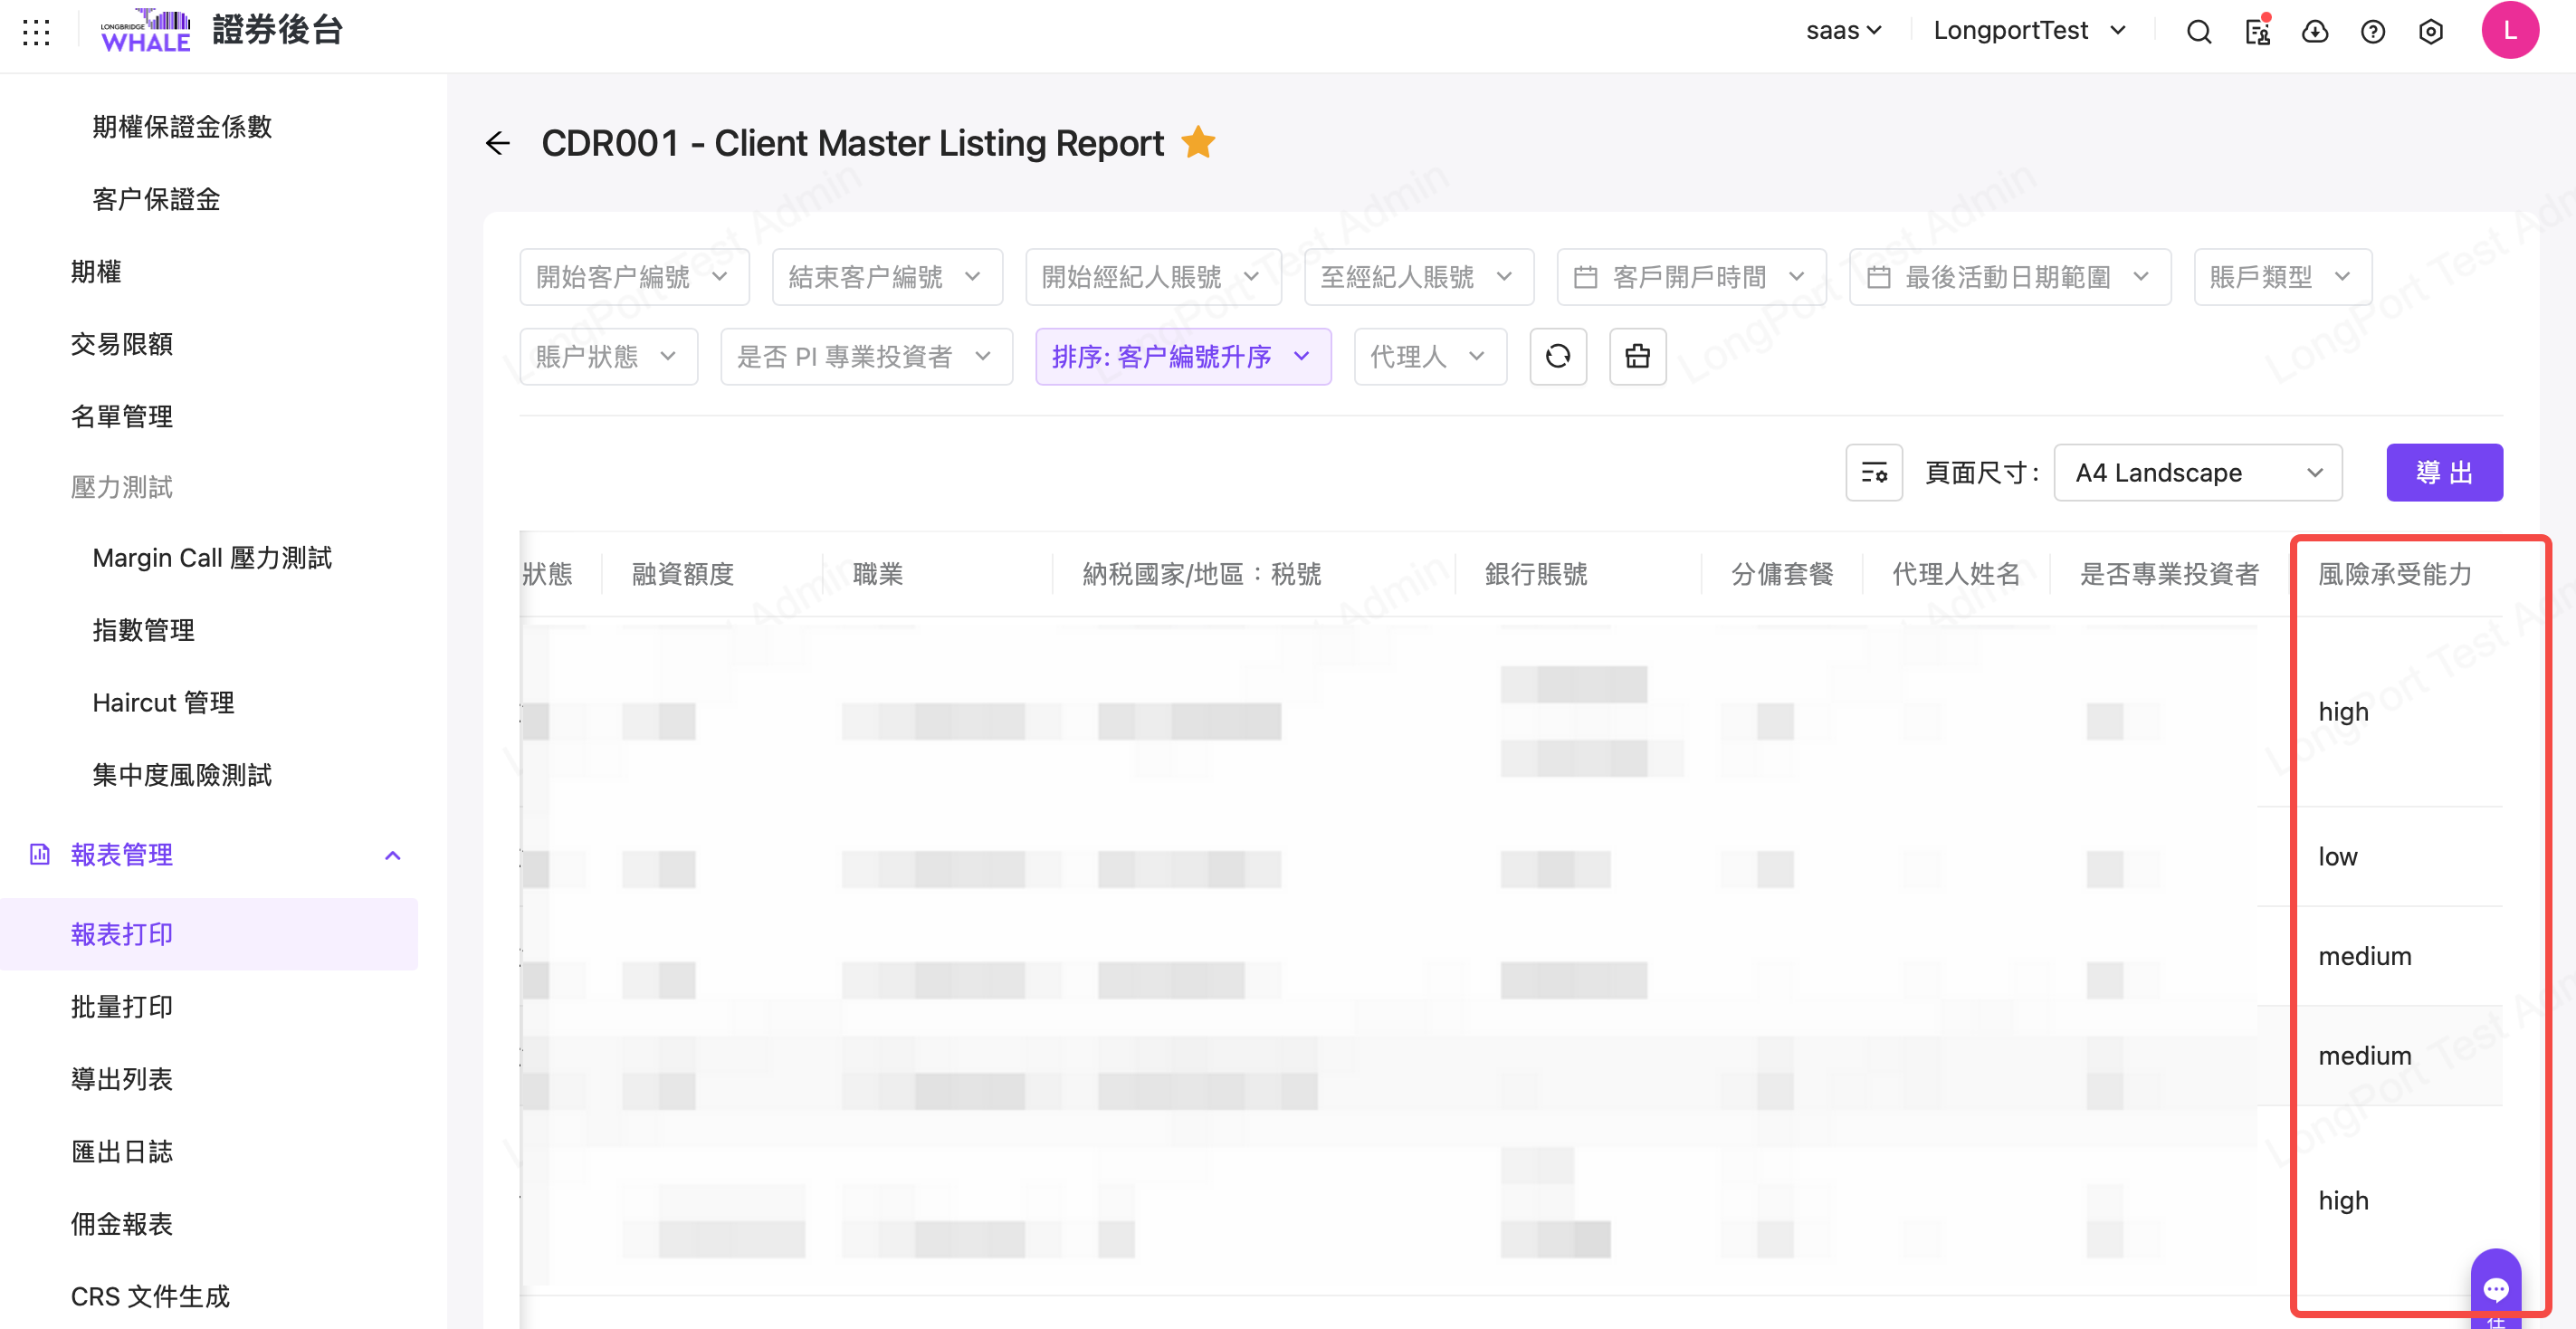 LONGBRIDGE
WHALE
證券後台
saas
LongportTest
L
期權保證金係數
客户保證金
期權
交易限額
名單管理
壓力測試
Margin Call 壓力測試
指數管理
Haircut 管理
集中度風險測試
報表管理
報表打印
批量打印
導出列表
匯出日誌
佣金報表
CRS 文件生成
CDR001 - Client Master Listing Report
開始客户編號
結束客户編號
開始經紀人賬號
至經紀人賬號
客戶開戶時間
最後活動日期範圍
賬戶類型
賬户狀態
是否 PI 專業投資者
排序: 客户編號升序
代理人
頁面尺寸:
A4 Landscape
導出
狀態
融資額度
職業
納税國家/地區：税號
銀行賬號
分傭套餐
代理人姓名
是否專業投資者
風險承受能力
high
low
medium
medium
high
LongPort Test Admin